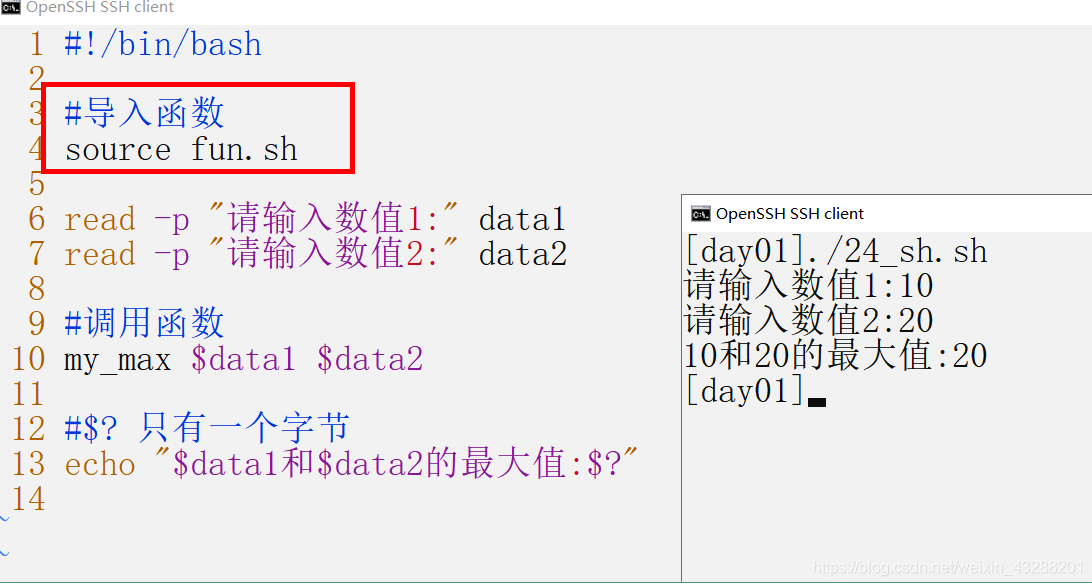 OpenSSH SSH client
1 #!/bin/bash
2
3 #导入函数
4 source fun.sh
5
6 read -p "请输入数值1:" data1
7 read -p "请输入数值2:" data2
8
9 #调用函数
10 my_max $data1 $data2
11
12 #$? 只有一个字节
13 echo "$data1和$data2的最大值:$?"
14
~
~
OpenSSH SSH client
[day01]./24_sh.sh
请输入数值1:10
请输入数值2:20
10和20的最大值:20
[day01]
https://blog.csdn.net/weixin_43288201